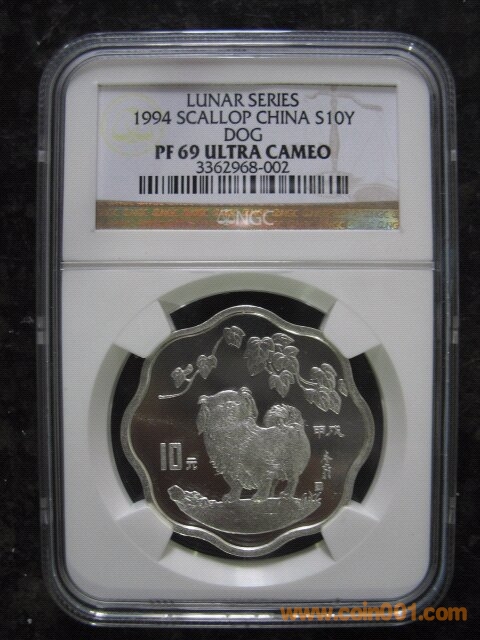 LUNAR SERIES
1994 SCALLOP CHINA S10Y
DOG
PF 69 ULTRA CAMEO
3362968-002
NGC
甲戌
10元
www.coin001.com